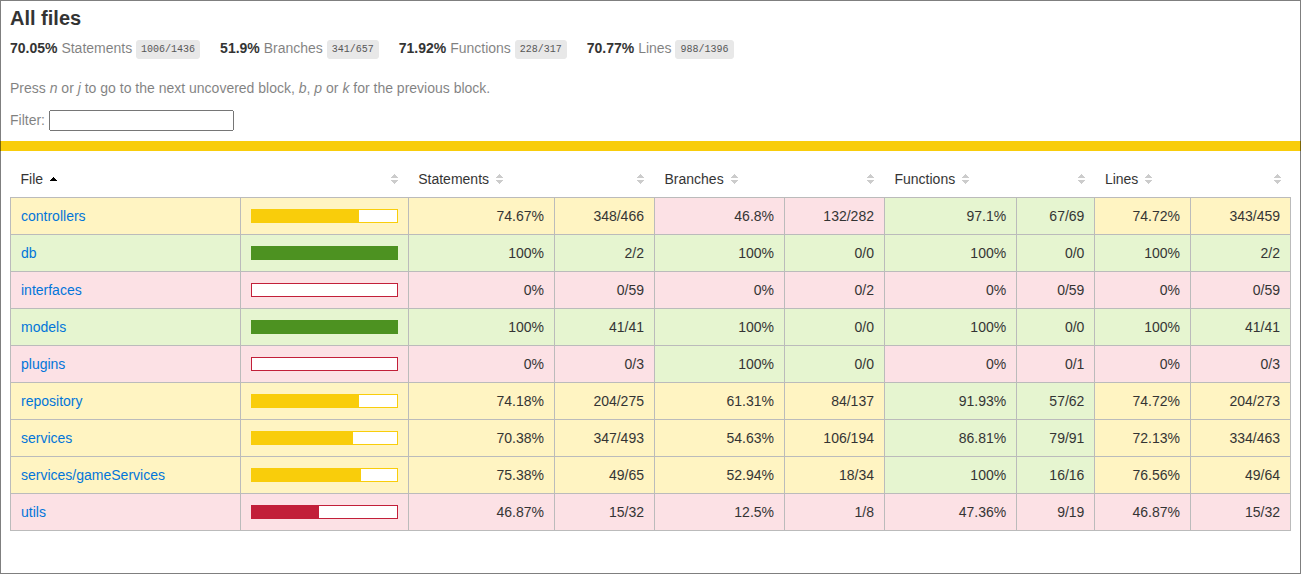 All files
70.05% Statements 1006/1436 51.9% Branches 341/657 71.92% Functions 228/317 70.77% Lines 988/1396
Press n or j to go to the next uncovered block, b, p or k for the previous block.
Filter:
File Statements Branches Functions Lines
controllers 74.67% 348/466 46.8% 132/282 97.1% 67/69 74.72% 343/459
db 100% 2/2 100% 0/0 100% 0/0 100% 2/2
interfaces 0% 0/59 0% 0/2 0% 0/59 0% 0/59
models 100% 41/41 100% 0/0 100% 0/0 100% 41/41
plugins 0% 0/3 100% 0/0 0% 0/1 0% 0/3
repository 74.18% 204/275 61.31% 84/137 91.93% 57/62 74.72% 204/273
services 70.38% 347/493 54.63% 106/194 86.81% 79/91 72.13% 334/463
services/gameServices 75.38% 49/65 52.94% 18/34 100% 16/16 76.56% 49/64
utils 46.87% 15/32 12.5% 1/8 47.36% 9/19 46.87% 15/32